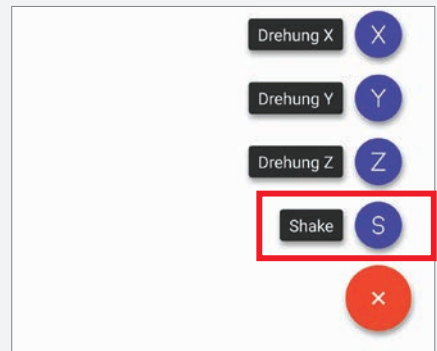 Drehung X X
Drehung Y Y
Drehung Z Z
Shake S
×